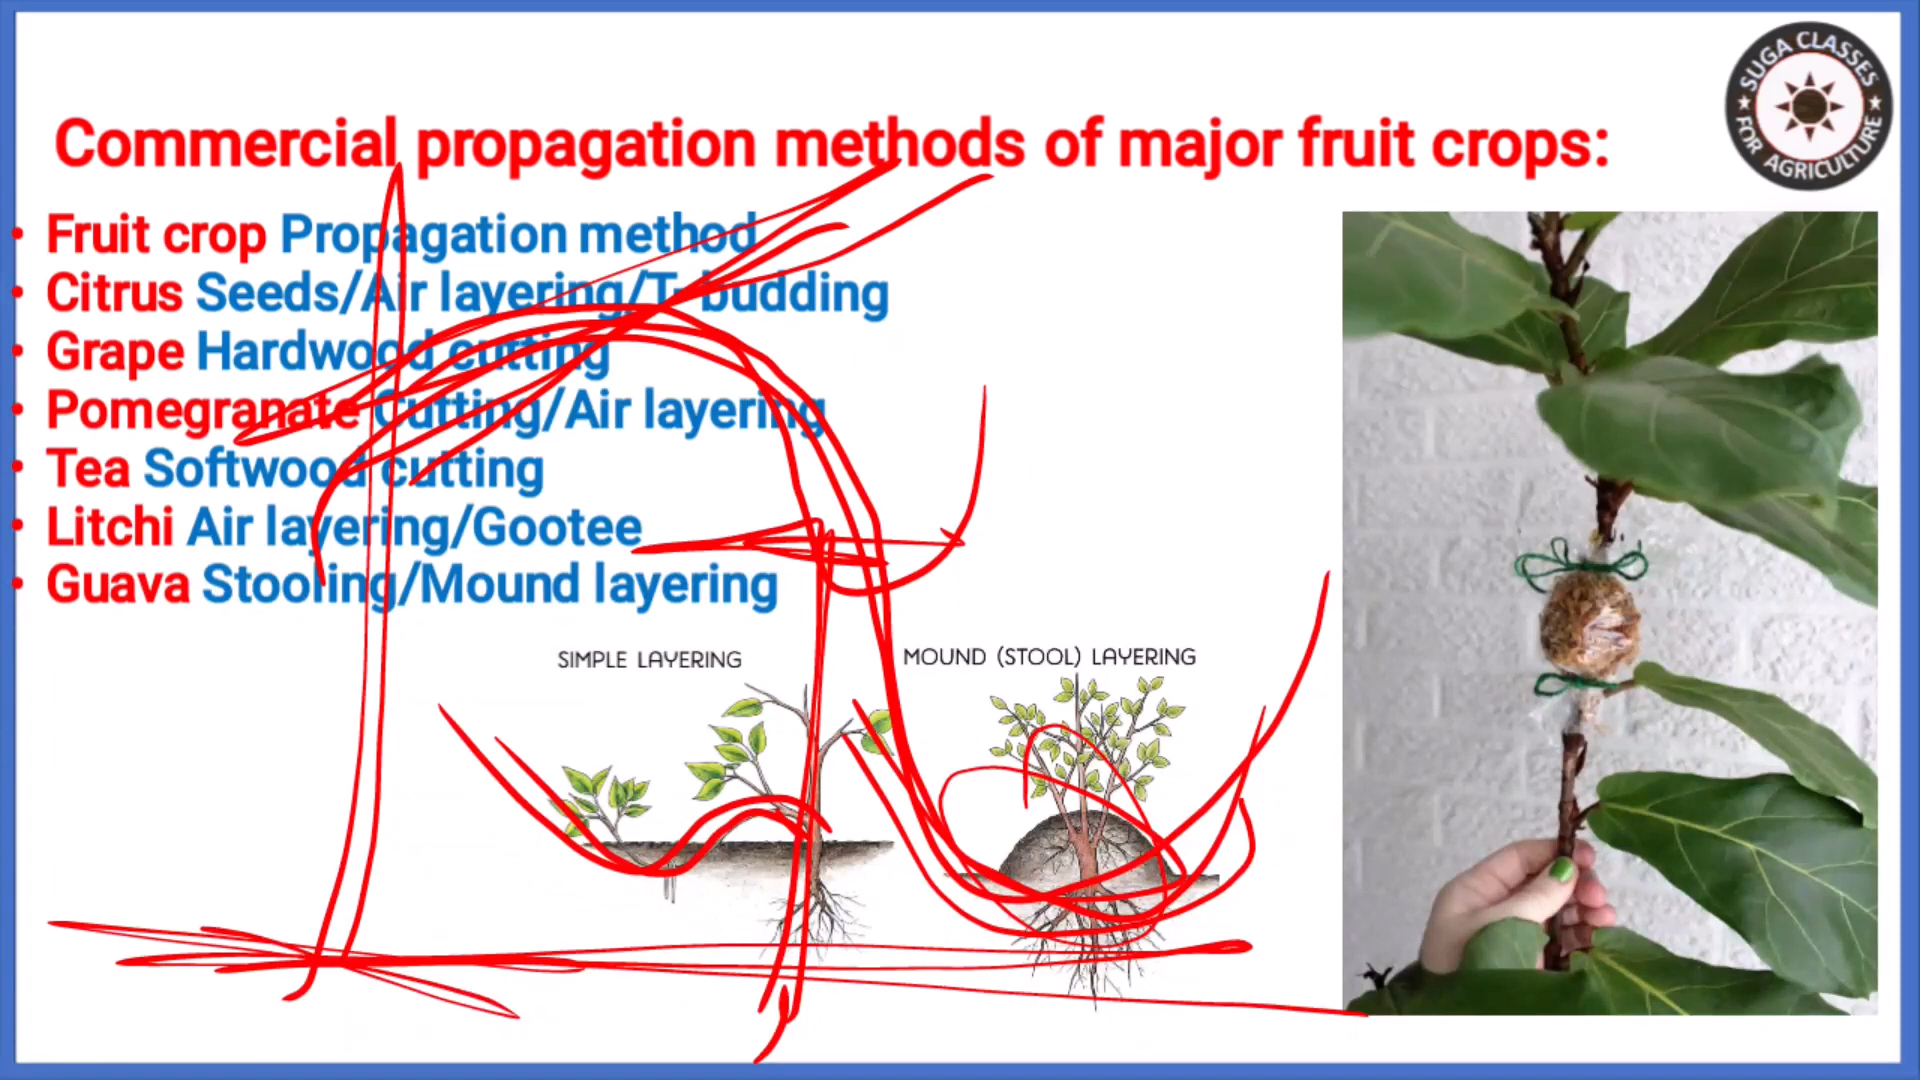 SUGA CLASSES
★ FOR AGRICULTURE ★
Commercial propagation methods of major fruit crops:
• Fruit crop Propagation method
• Citrus Seeds/Air layering/T- budding
• Grape Hardwood cutting
• Pomegranate Cutting/Air layering
• Tea Softwood cutting
• Litchi Air layering/Gootee
• Guava Stooling/Mound layering
SIMPLE LAYERING
MOUND (STOOL) LAYERING